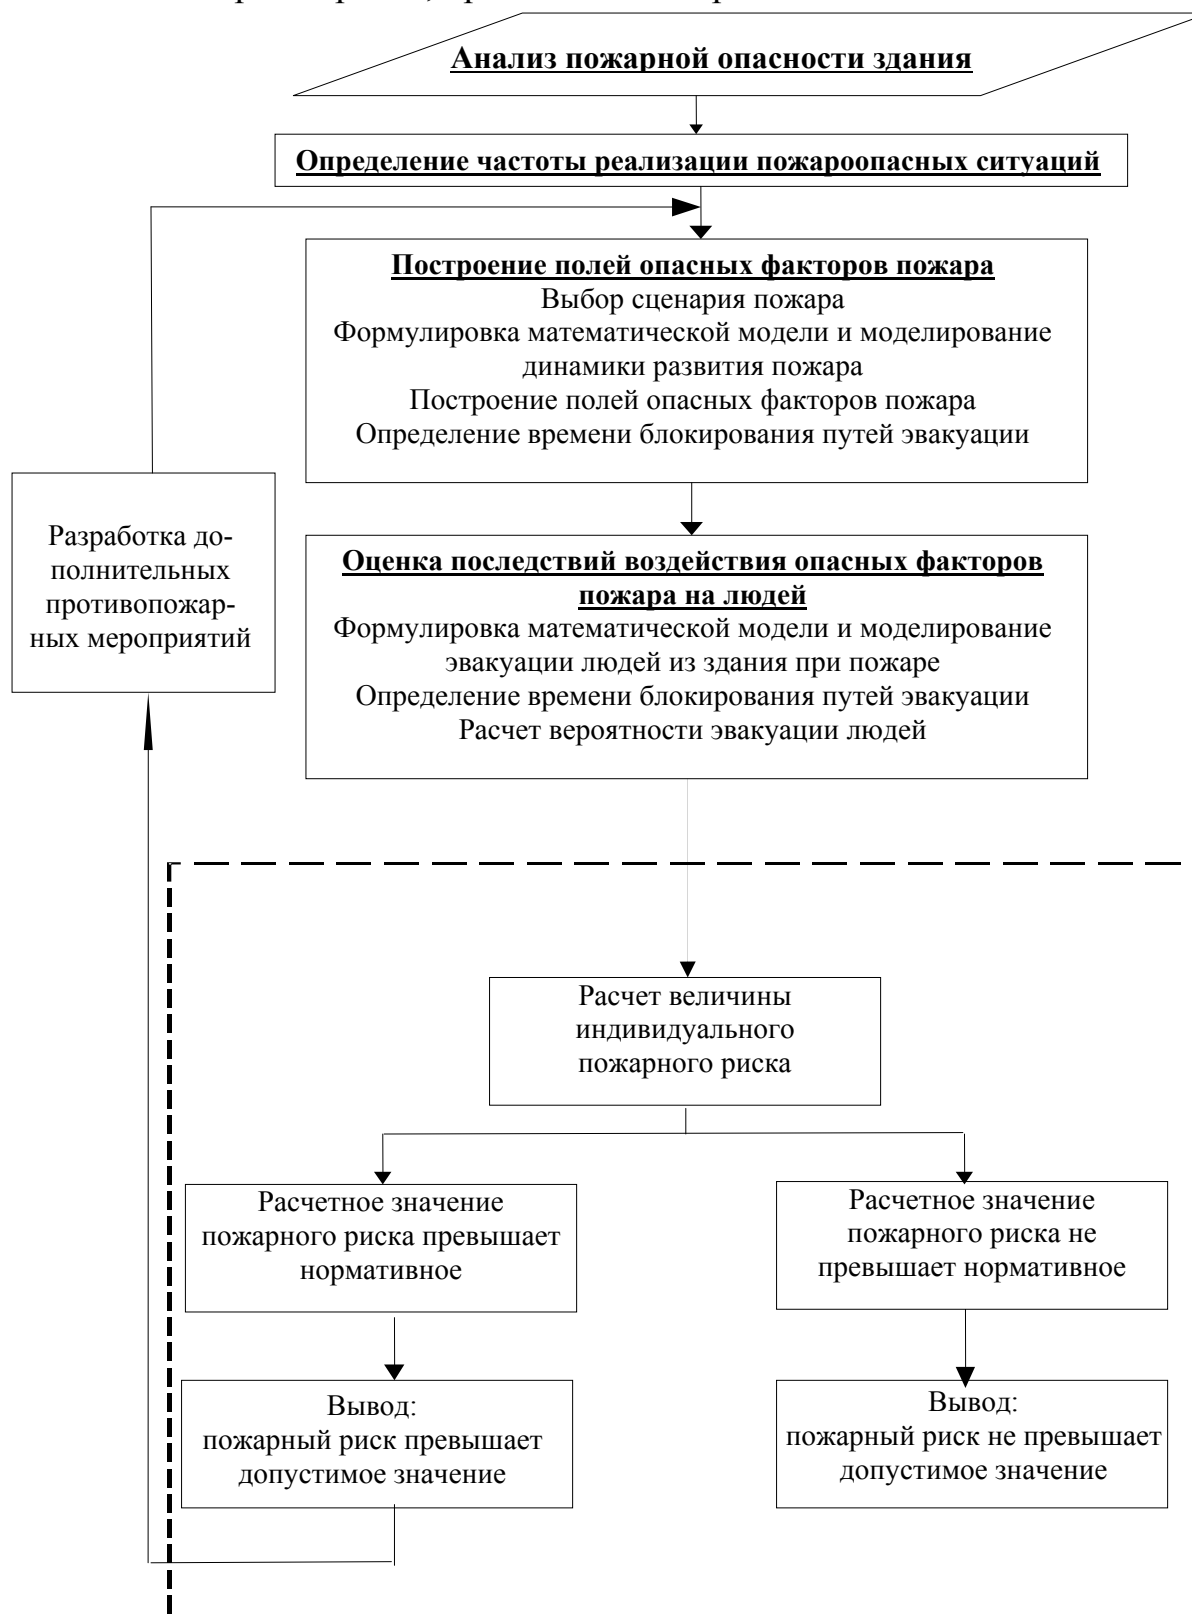 Анализ пожарной опасности здания
Определение частоты реализации пожароопасных ситуаций
Построение полей опасных факторов пожара
Выбор сценария пожара
Формулировка математической модели и моделирование
динамики развития пожара
Построение полей опасных факторов пожара
Определение времени блокирования путей эвакуации
Разработка до-
полнительных
противопожар-
ных мероприятий
Оценка последствий воздействия опасных факторов
пожара на людей
Формулировка математической модели и моделирование
эвакуации людей из здания при пожаре
Определение времени блокирования путей эвакуации
Расчет вероятности эвакуации людей
Расчет величины
индивидуального
пожарного риска
Расчетное значение
пожарного риска превышает
нормативное
Расчетное значение
пожарного риска не
превышает нормативное
Вывод:
пожарный риск превышает
допустимое значение
Вывод:
пожарный риск не превышает
допустимое значение